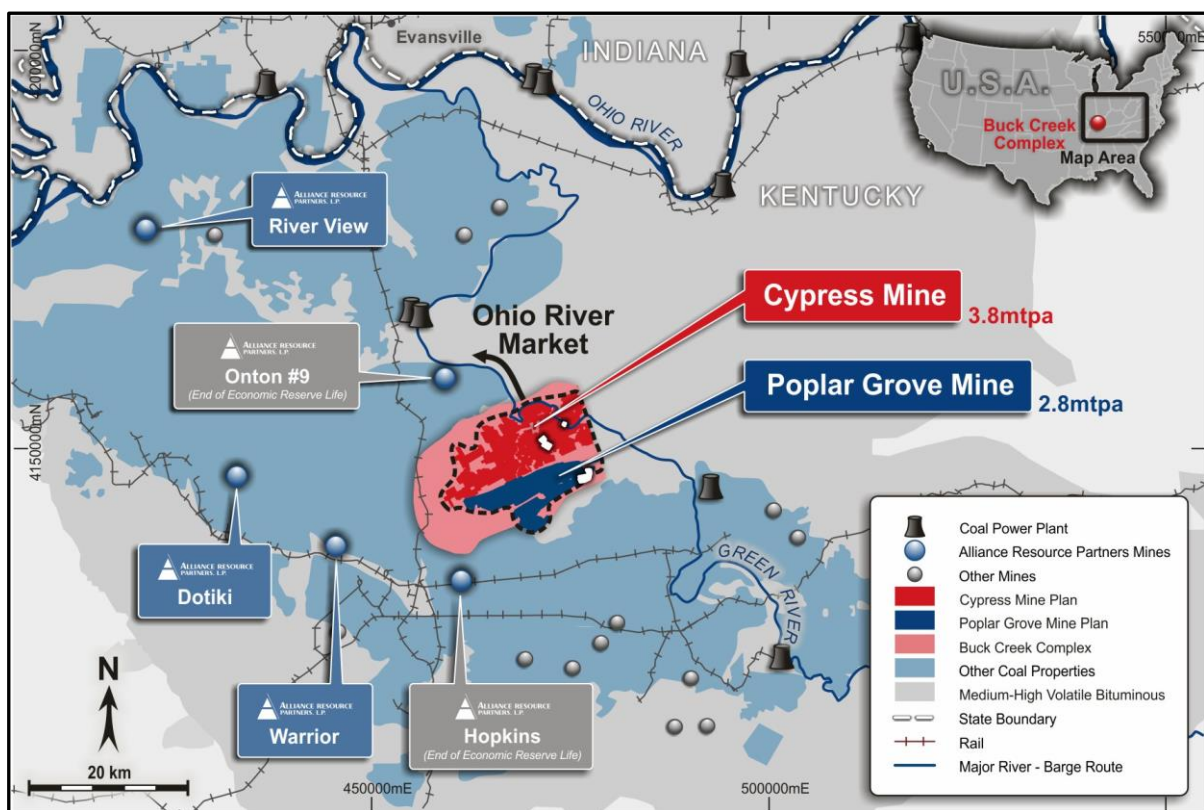 Evansville
INDIANA
OHIO RIVER
KENTUCKY
4200000mN
550000mE
U.S.A.
Buck Creek
Complex
Map Area
ALLIANCE RESOURCE
PARTNERS, L.P.
River View
Cypress Mine
3.8mtpa
Ohio River
Market
ALLIANCE RESOURCE
PARTNERS, L.P.
Onton #9
(End of Economic Reserve Life)
Poplar Grove Mine
2.8mtpa
4150000mN
ALLIANCE RESOURCE
PARTNERS, L.P.
Dotiki
GREEN RIVER
ALLIANCE RESOURCE
PARTNERS, L.P.
Warrior
ALLIANCE RESOURCE
PARTNERS, L.P.
Hopkins
(End of Economic Reserve Life)
N
20 km
450000mE
500000mE
Coal Power Plant
Alliance Resource Partners Mines
Other Mines
Cypress Mine Plan
Poplar Grove Mine Plan
Buck Creek Complex
Other Coal Properties
Medium-High Volatile Bituminous
State Boundary
Rail
Major River - Barge Route